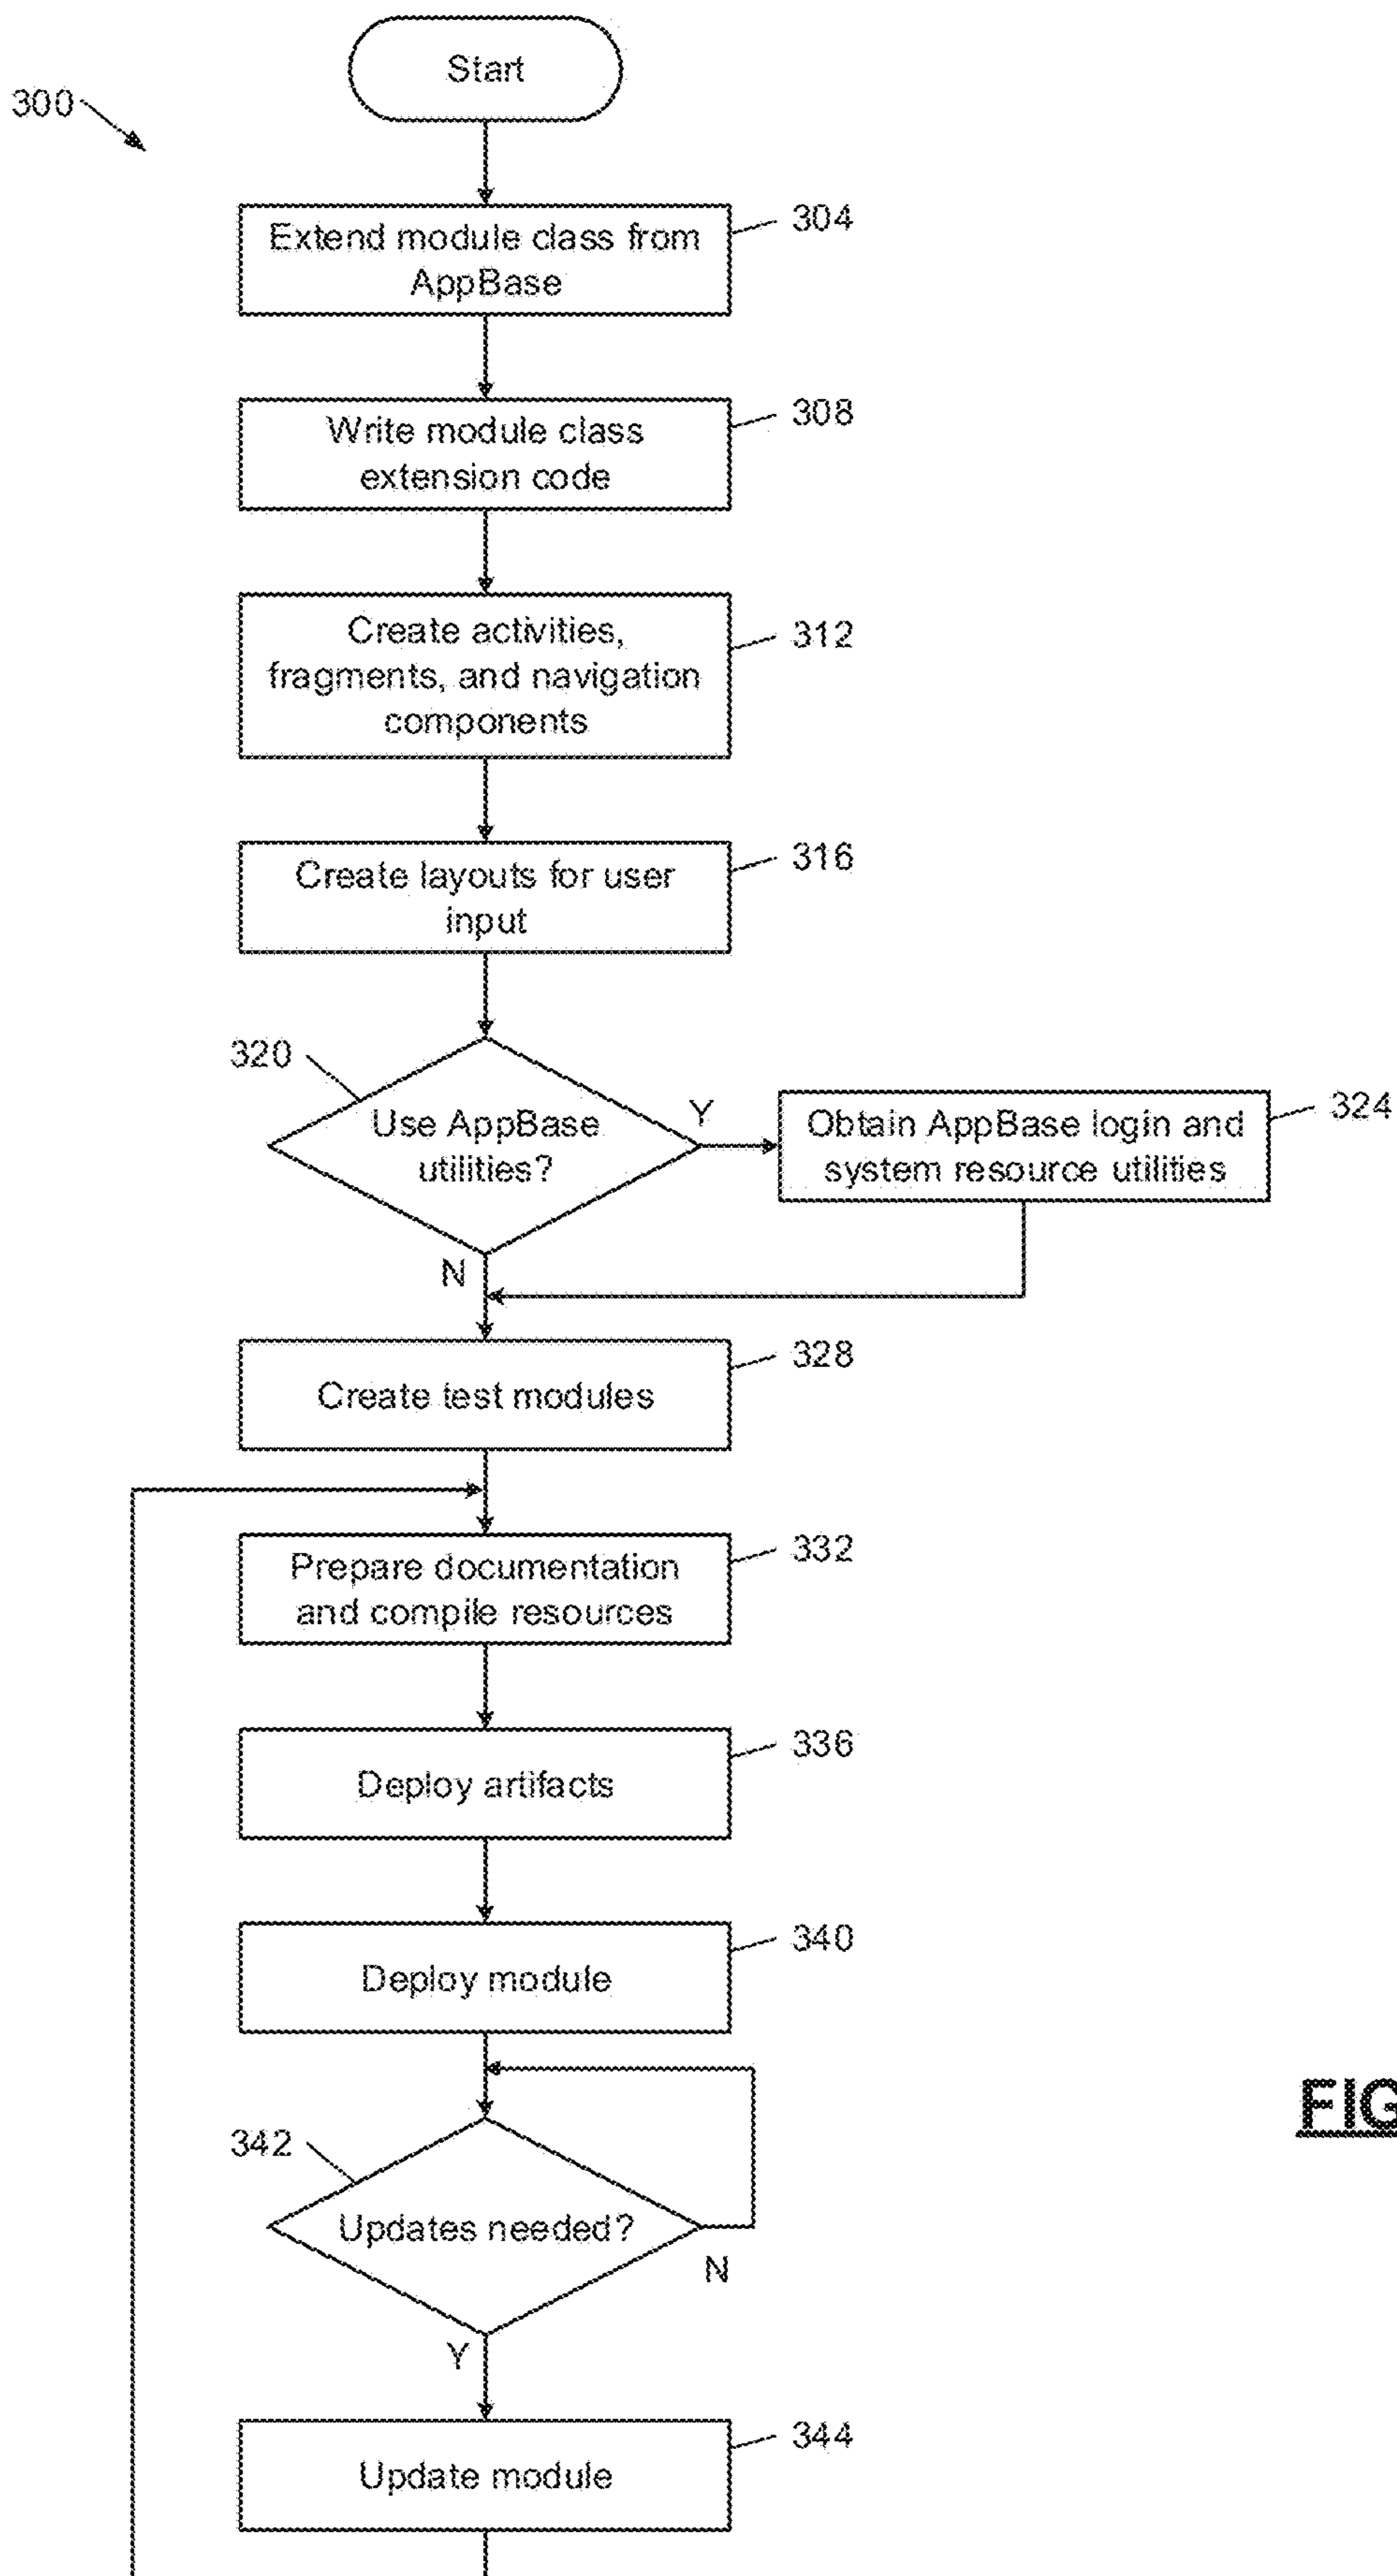 Start
300
304
Extend module class from
AppBase
308
Write module class
extension code
312
Create activities,
fragments, and navigation
components
316
Create layouts for user
input
320
Use AppBase
utilities?
Y
324
Obtain AppBase login and
system resource utilities
N
328
Create test modules
332
Prepare documentation
and compile resources
336
Deploy artifacts
340
Deploy module
FIG
342
Updates needed?
N
Y
344
Update module